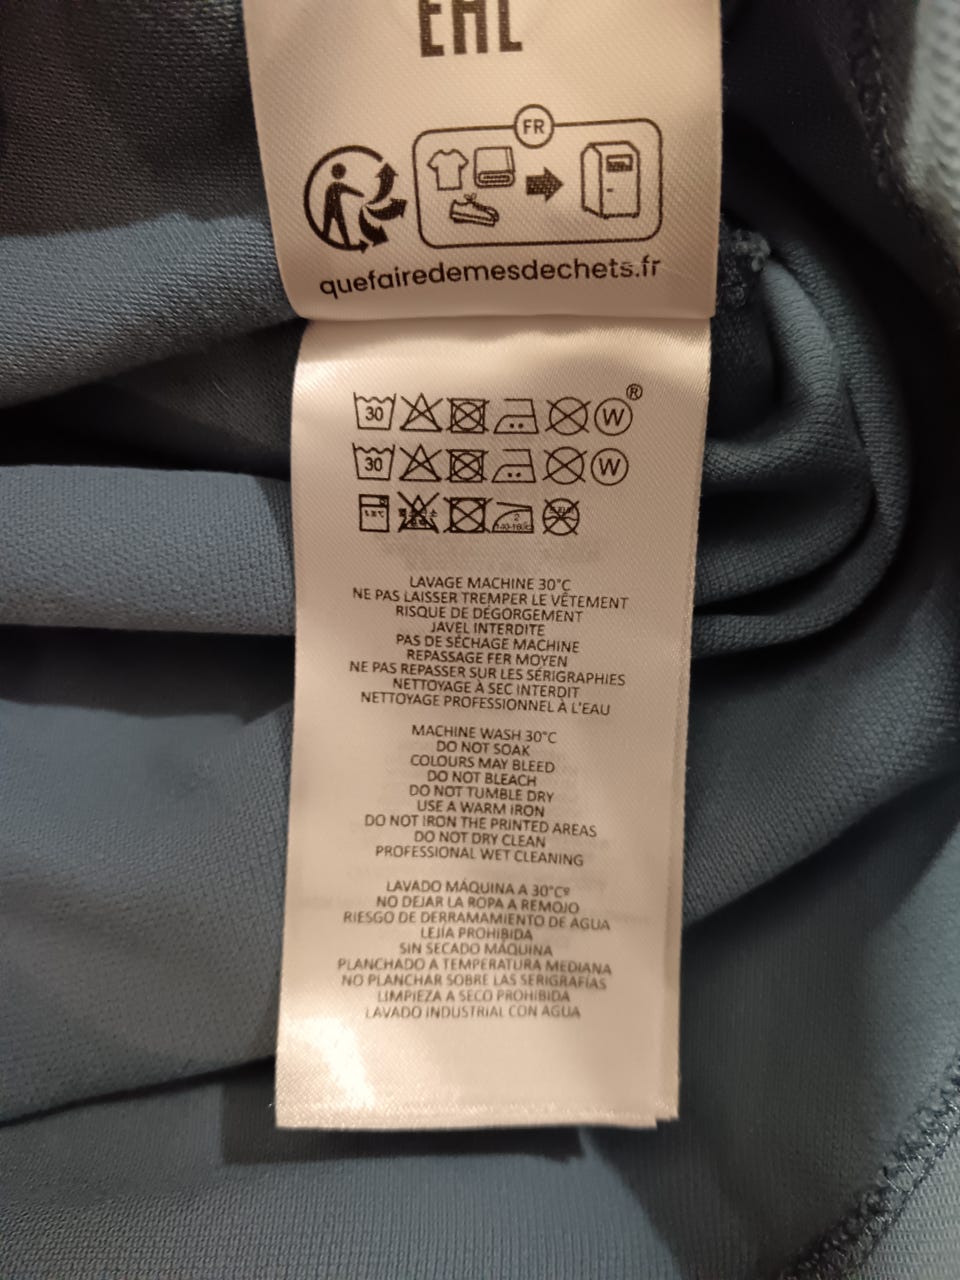 EAC
FR
quefairedemesdechets.fr
30 W ®
30 W
LAVAGE MACHINE 30°C
NE PAS LAISSER TREMPER LE VÊTEMENT
RISQUE DE DÉGORGEMENT
JAVEL INTERDITE
PAS DE SÉCHAGE MACHINE
REPASSAGE FER MOYEN
NE PAS REPASSER SUR LES SÉRIGRAPHIES
NETTOYAGE À SEC INTERDIT
NETTOYAGE PROFESSIONNEL À L'EAU
MACHINE WASH 30°C
DO NOT SOAK
COLOURS MAY BLEED
DO NOT BLEACH
DO NOT TUMBLE DRY
USE A WARM IRON
DO NOT IRON THE PRINTED AREAS
DO NOT DRY CLEAN
PROFESSIONAL WET CLEANING
LAVADO MÁQUINA A 30°Cº
NO DEJAR LA ROPA A REMOJO
RIESGO DE DERRAMAMIENTO DE AGUA
LEJÍA PROHIBIDA
SIN SECADO MÁQUINA
PLANCHADO A TEMPERATURA MEDIANA
NO PLANCHAR SOBRE LAS SERIGRAFÍAS
LIMPIEZA A SECO PROHIBIDA
LAVADO INDUSTRIAL CON AGUA